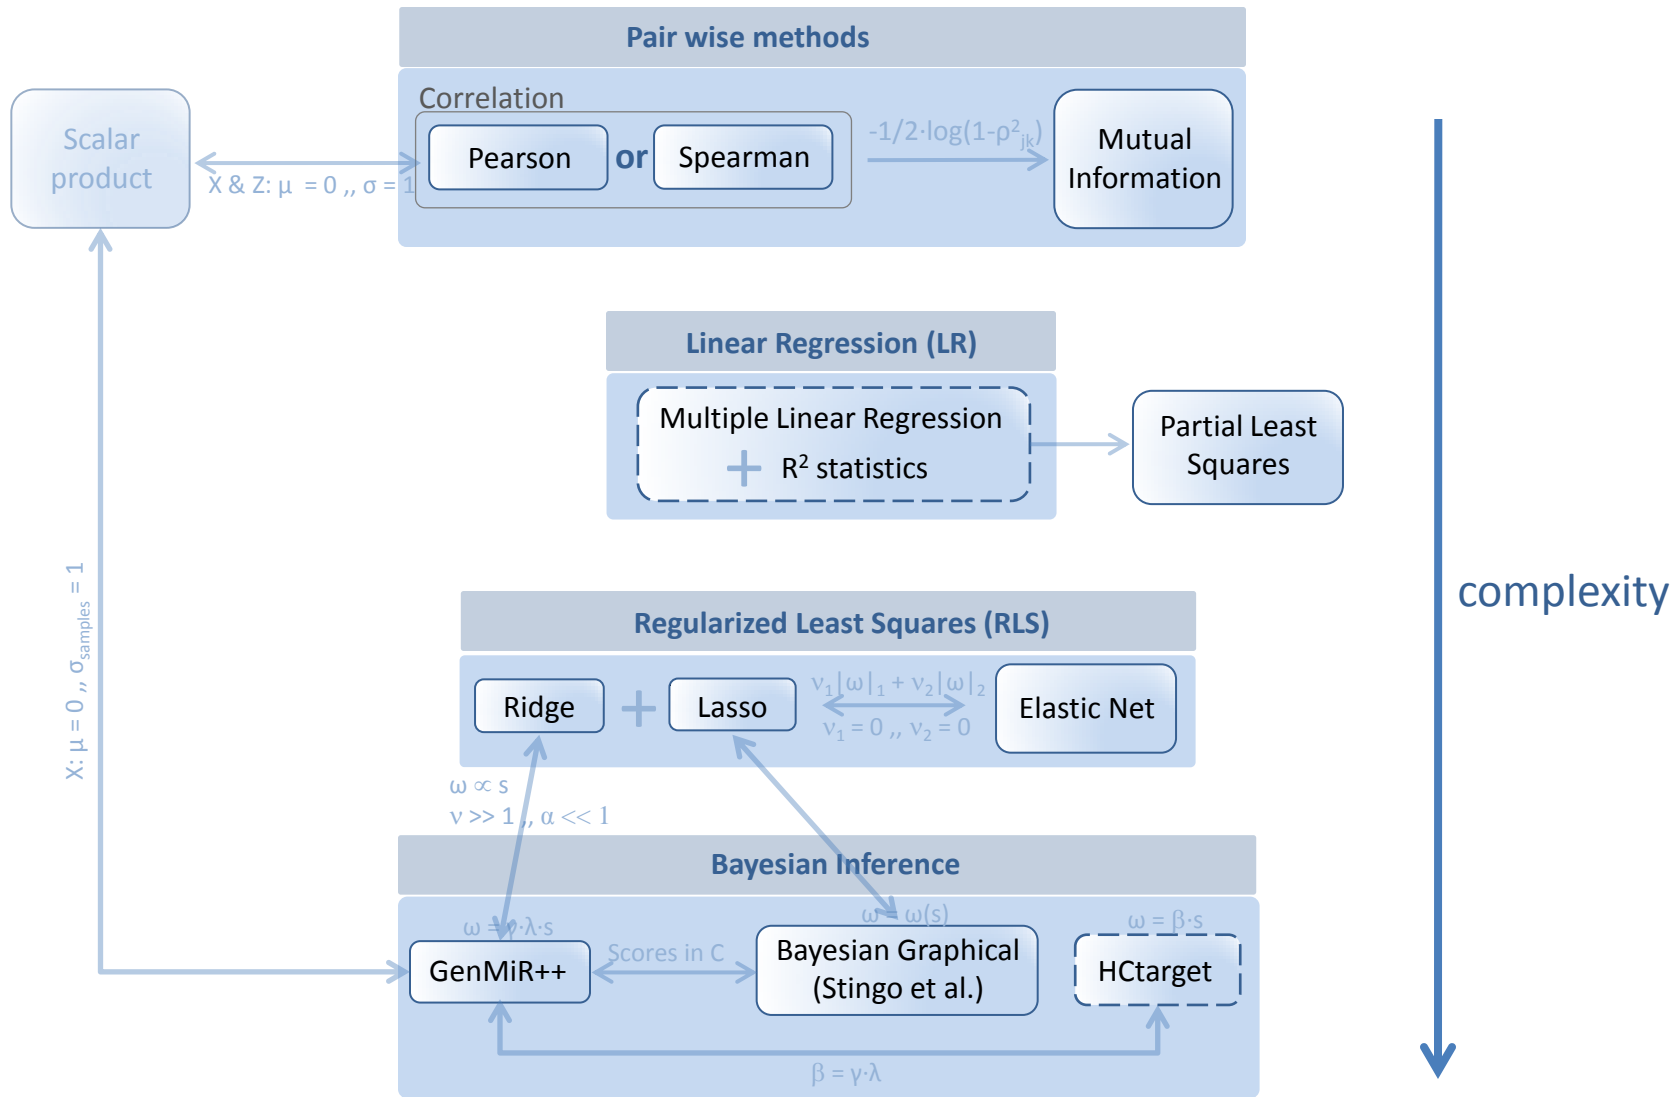 Pair wise methods
Correlation
Scalar
product
Pearson or Spearman
-1/2·log(1-ρ²jk)
Mutual
Information
X & Z: μ = 0 ,, σ = 1
Linear Regression (LR)
Multiple Linear Regression
+ R² statistics
Partial Least
Squares
complexity
X: μ = 0 ,, σsamples = 1
Regularized Least Squares (RLS)
Ridge + Lasso
ν₁|ω|₁ + ν₂|ω|₂
ν₁ = 0 ,, ν₂ = 0
Elastic Net
ω ∝ s
ν >> 1 ,, α << 1
Bayesian Inference
ω = γ·λ·s
ω = ω(s)
ω = β·s
GenMiR++
Scores in C
Bayesian Graphical
(Stingo et al.)
HCtarget
β = γ·λ